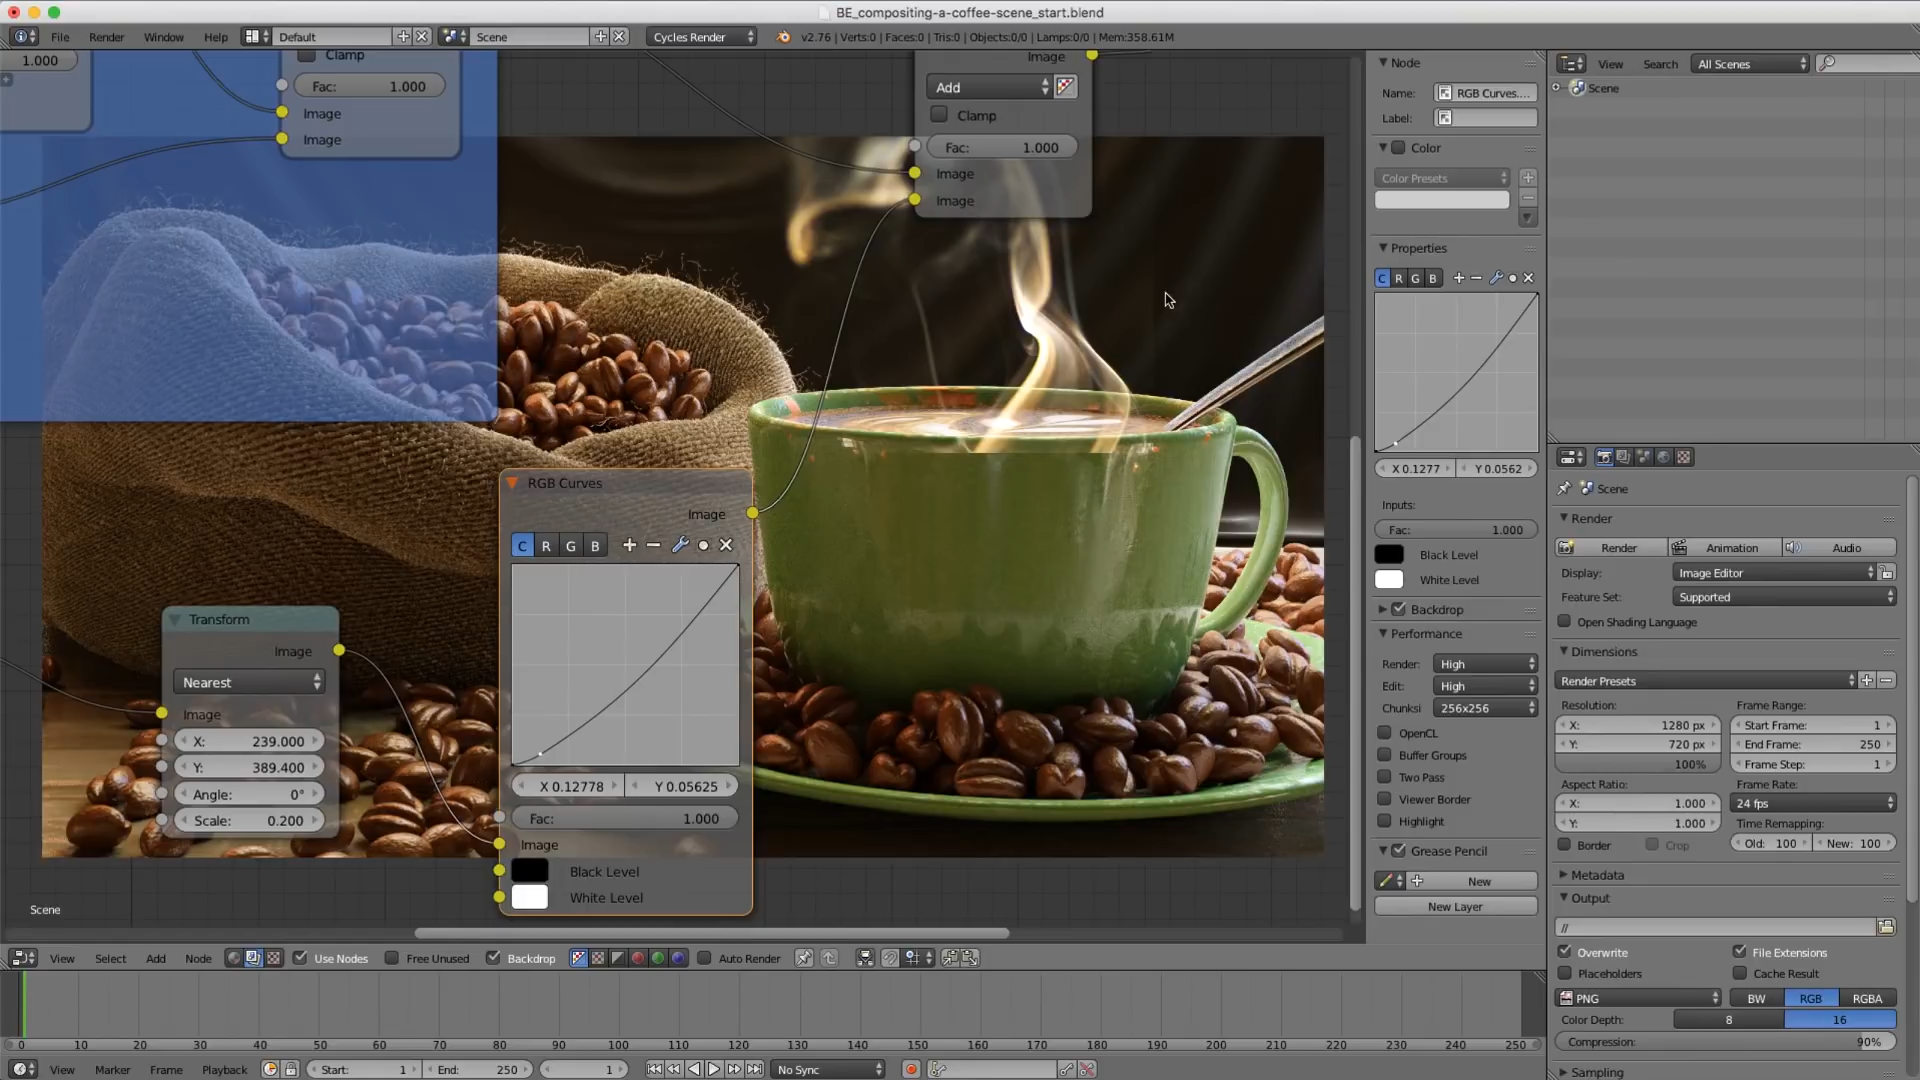 BE_compositing-a-coffee-scene_start.blend
File Render Window Help Default Scene Cycles Render v2.76 | Verts:0 | Faces:0 | Tris:0 | Objects:0/0 | Lamps:0/0 | Mem:358.61M
1.000
Clamp
Fac: 1.000
Image
Image
Image
Add
Clamp
Fac: 1.000
Image
Image
RGB Curves
Image
C R G B
X 0.12778 Y 0.05625
Fac: 1.000
Image
Black Level
White Level
Transform
Image
Nearest
Image
X: 239.000
Y: 389.400
Angle: 0°
Scale: 0.200
Scene
Node
Name: RGB Curves....
Label:
Color
Color Presets
Properties
C R G B
X 0.1277 Y 0.0562
Inputs:
Fac: 1.000
Black Level
White Level
Backdrop
Performance
Render: High
Edit: High
Chunksi 256x256
OpenCL
Buffer Groups
Two Pass
Viewer Border
Highlight
Grease Pencil
New
New Layer
View Search All Scenes
Scene
Scene
Render
Render Animation Audio
Display: Image Editor
Feature Set: Supported
Open Shading Language
Dimensions
Render Presets
Resolution: Frame Range:
X: 1280 px Start Frame: 1
Y: 720 px End Frame: 250
100% Frame Step: 1
Aspect Ratio: Frame Rate:
X: 1.000 24 fps
Y: 1.000 Time Remapping:
Border Crop Old: 100 New: 100
Metadata
Output
//
Overwrite File Extensions
Placeholders Cache Result
PNG BW RGB RGBA
Color Depth: 8 16
Compression: 90%
Sampling
View Select Add Node Use Nodes Free Unused Backdrop Auto Render
0 10 20 30 40 50 60 70 80 90 100 110 120 130 140 150 160 170 180 190 200 210 220 230 240 250
View Marker Frame Playback Start: 1 End: 250 1 No Sync